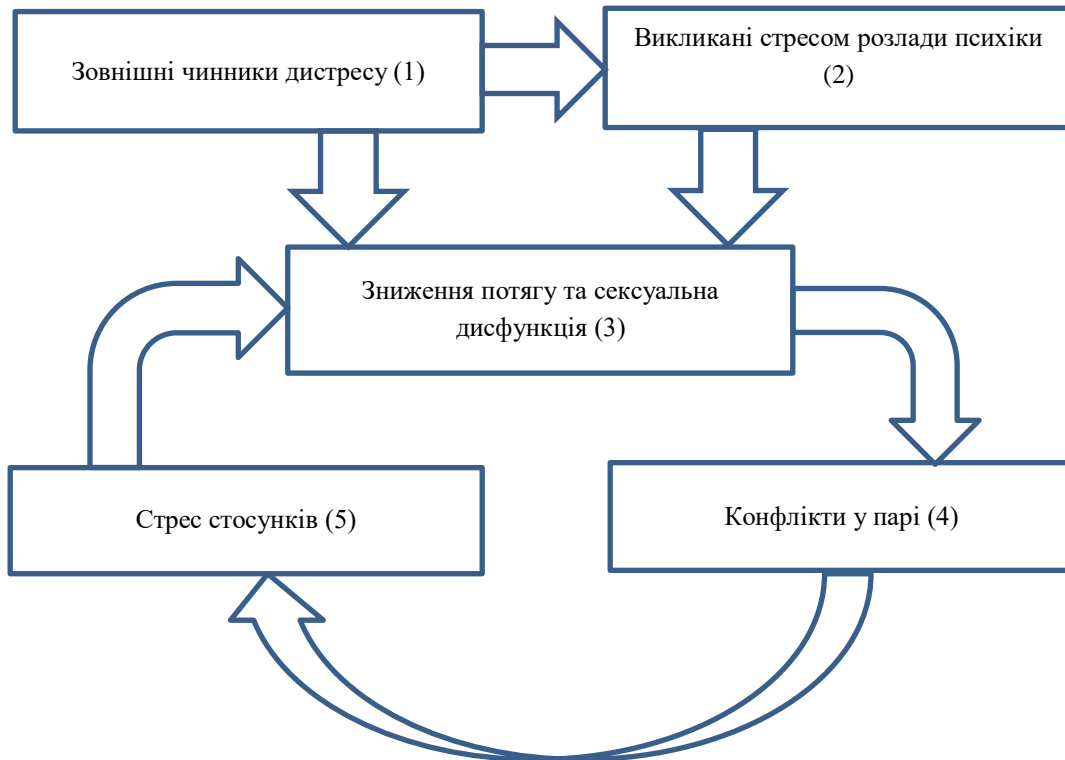 Зовнішні чинники дистресу (1)
Викликані стресом розлади психіки
(2)
Зниження потягу та сексуальна
дисфункція (3)
Стрес стосунків (5)
Конфлікти у парі (4)